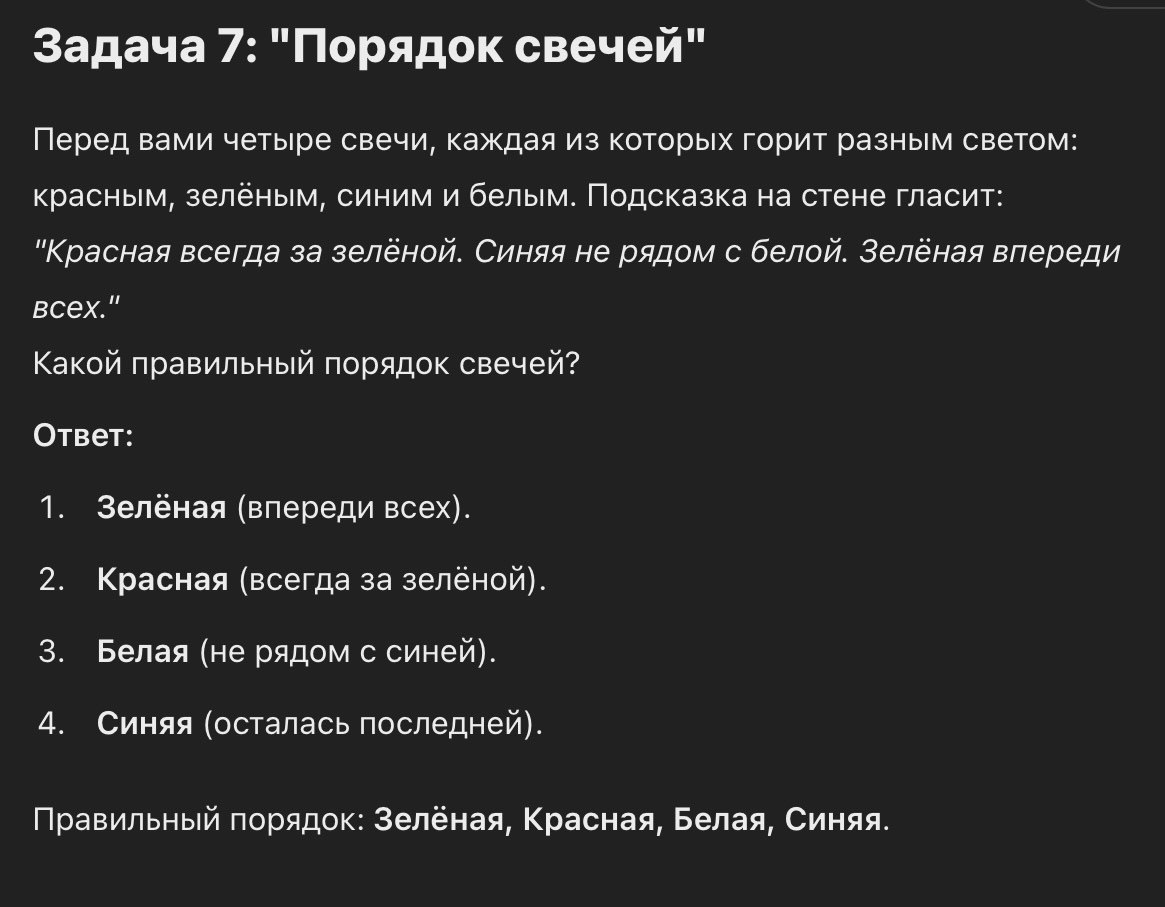 Задача 7: "Порядок свечей"
Перед вами четыре свечи, каждая из которых горит разным светом:
красным, зелёным, синим и белым. Подсказка на стене гласит:
"Красная всегда за зелёной. Синяя не рядом с белой. Зелёная впереди
всех."
Какой правильный порядок свечей?
Ответ:
1. Зелёная (впереди всех).
2. Красная (всегда за зелёной).
3. Белая (не рядом с синей).
4. Синяя (осталась последней).
Правильный порядок: Зелёная, Красная, Белая, Синяя.